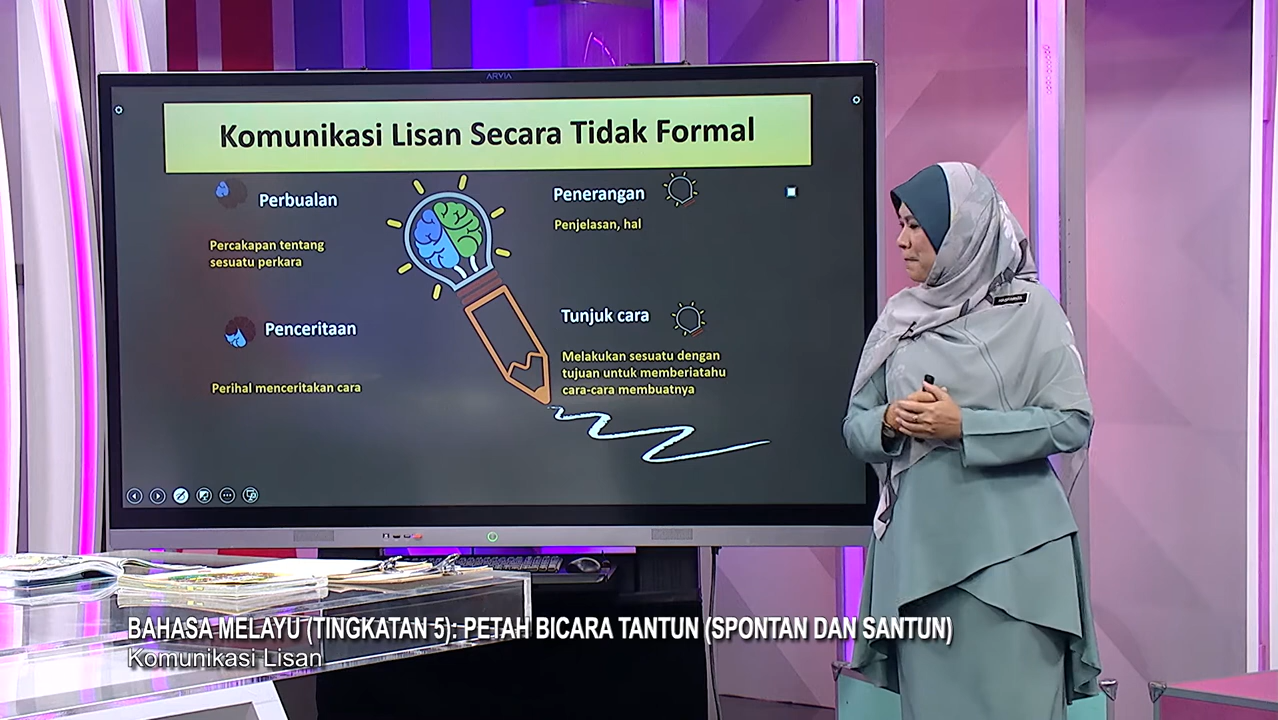 ARVIA
Komunikasi Lisan Secara Tidak Formal
Perbualan
Percakapan tentang
sesuatu perkara
Penceritaan
Perihal menceritakan cara
Penerangan
Penjelasan, hal
Tunjuk cara
Melakukan sesuatu dengan
tujuan untuk memberiatahu
cara-cara membuatnya
BAHASA MELAYU (TINGKATAN 5): PETAH BICARA TANTUN (SPONTAN DAN SANTUN)
Komunikasi Lisan